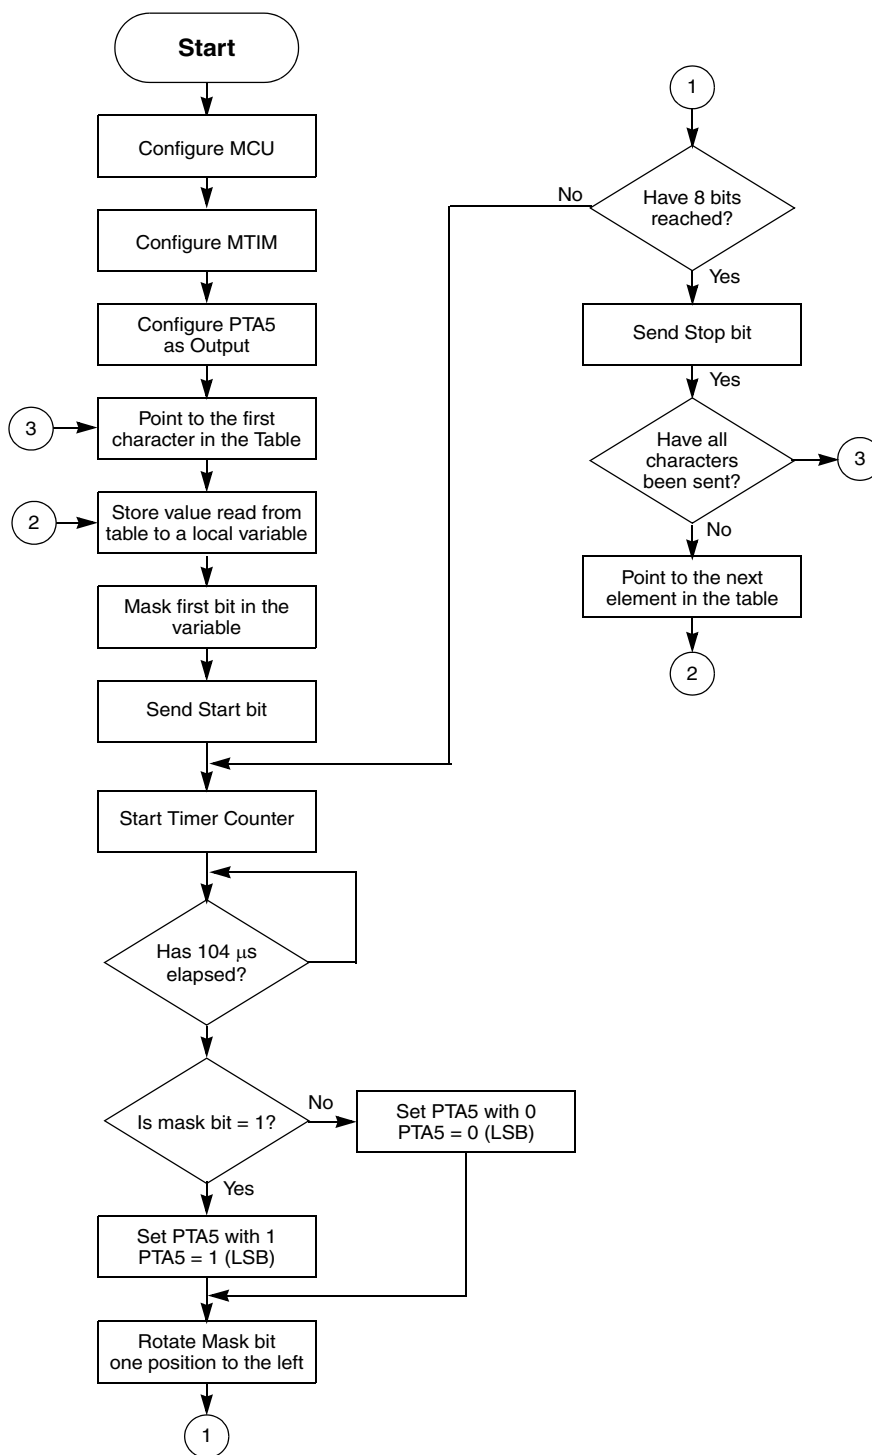 Start
Configure MCU
Configure MTIM
Configure PTA5
as Output
3
Point to the first
character in the Table
2
Store value read from
table to a local variable
Mask first bit in the
variable
Send Start bit
Start Timer Counter
Has 104 μs
elapsed?
Is mask bit = 1?
No
Set PTA5 with 0
PTA5 = 0 (LSB)
Yes
Set PTA5 with 1
PTA5 = 1 (LSB)
Rotate Mask bit
one position to the left
1
1
No
Have 8 bits
reached?
Yes
Send Stop bit
Yes
Have all
characters
been sent?
3
No
Point to the next
element in the table
2